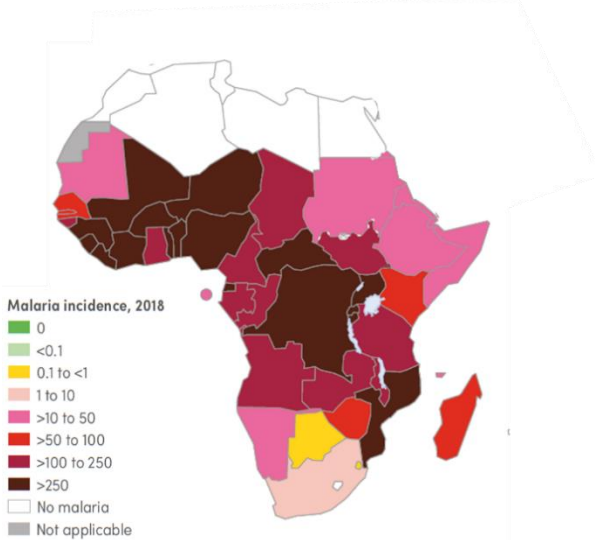 Malaria incidence, 2018
0
<0.1
0.1 to <1
1 to 10
>10 to 50
>50 to 100
>100 to 250
>250
No malaria
Not applicable